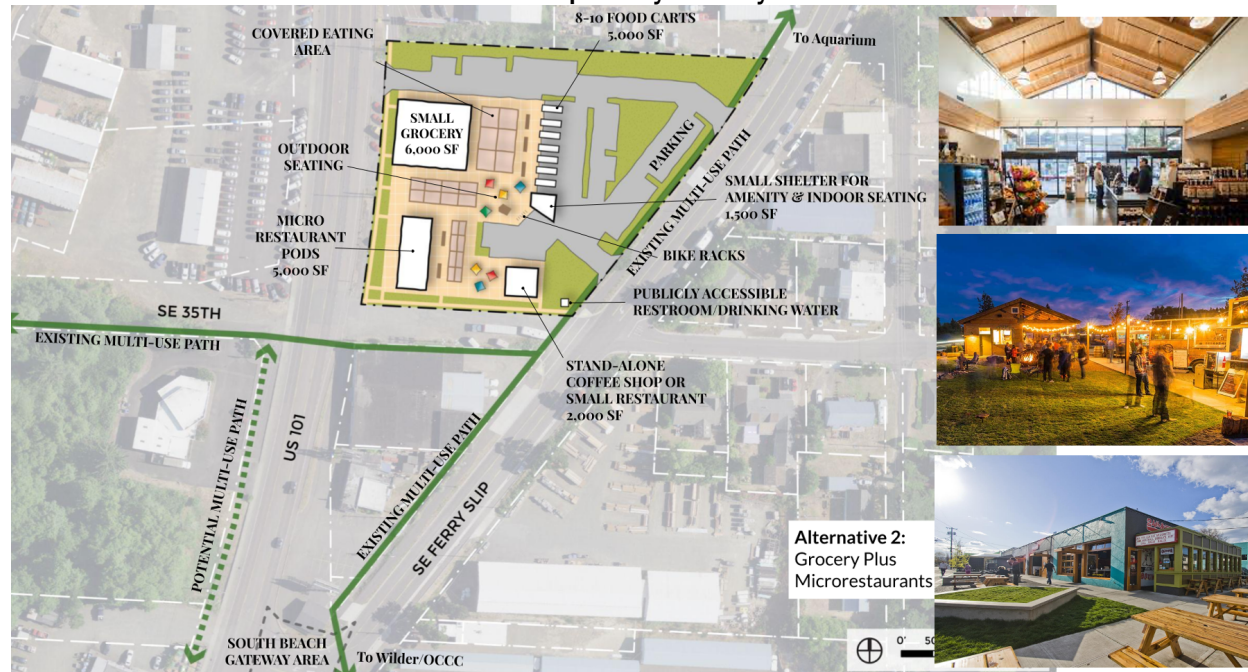 8-10 FOOD CARTS
5,000 SF
To Aquarium
COVERED EATING
AREA
SMALL
GROCERY
6,000 SF
OUTDOOR
SEATING
PARKING
EXISTING MULTI-USE PATH
SMALL SHELTER FOR
AMENITY & INDOOR SEATING
1,500 SF
MICRO
RESTAURANT
PODS
5,000 SF
BIKE RACKS
PUBLICLY ACCESSIBLE
RESTROOM/DRINKING WATER
SE 35TH
EXISTING MULTI-USE PATH
STAND-ALONE
COFFEE SHOP OR
SMALL RESTAURANT
2,000 SF
US 101
POTENTIAL MULTI-USE PATH
EXISTING MULTI-USE PATH
SE FERRY SLIP
Alternative 2:
Grocery Plus
Microrestaurants
SOUTH BEACH
GATEWAY AREA
To Wilder/OCCC
0'